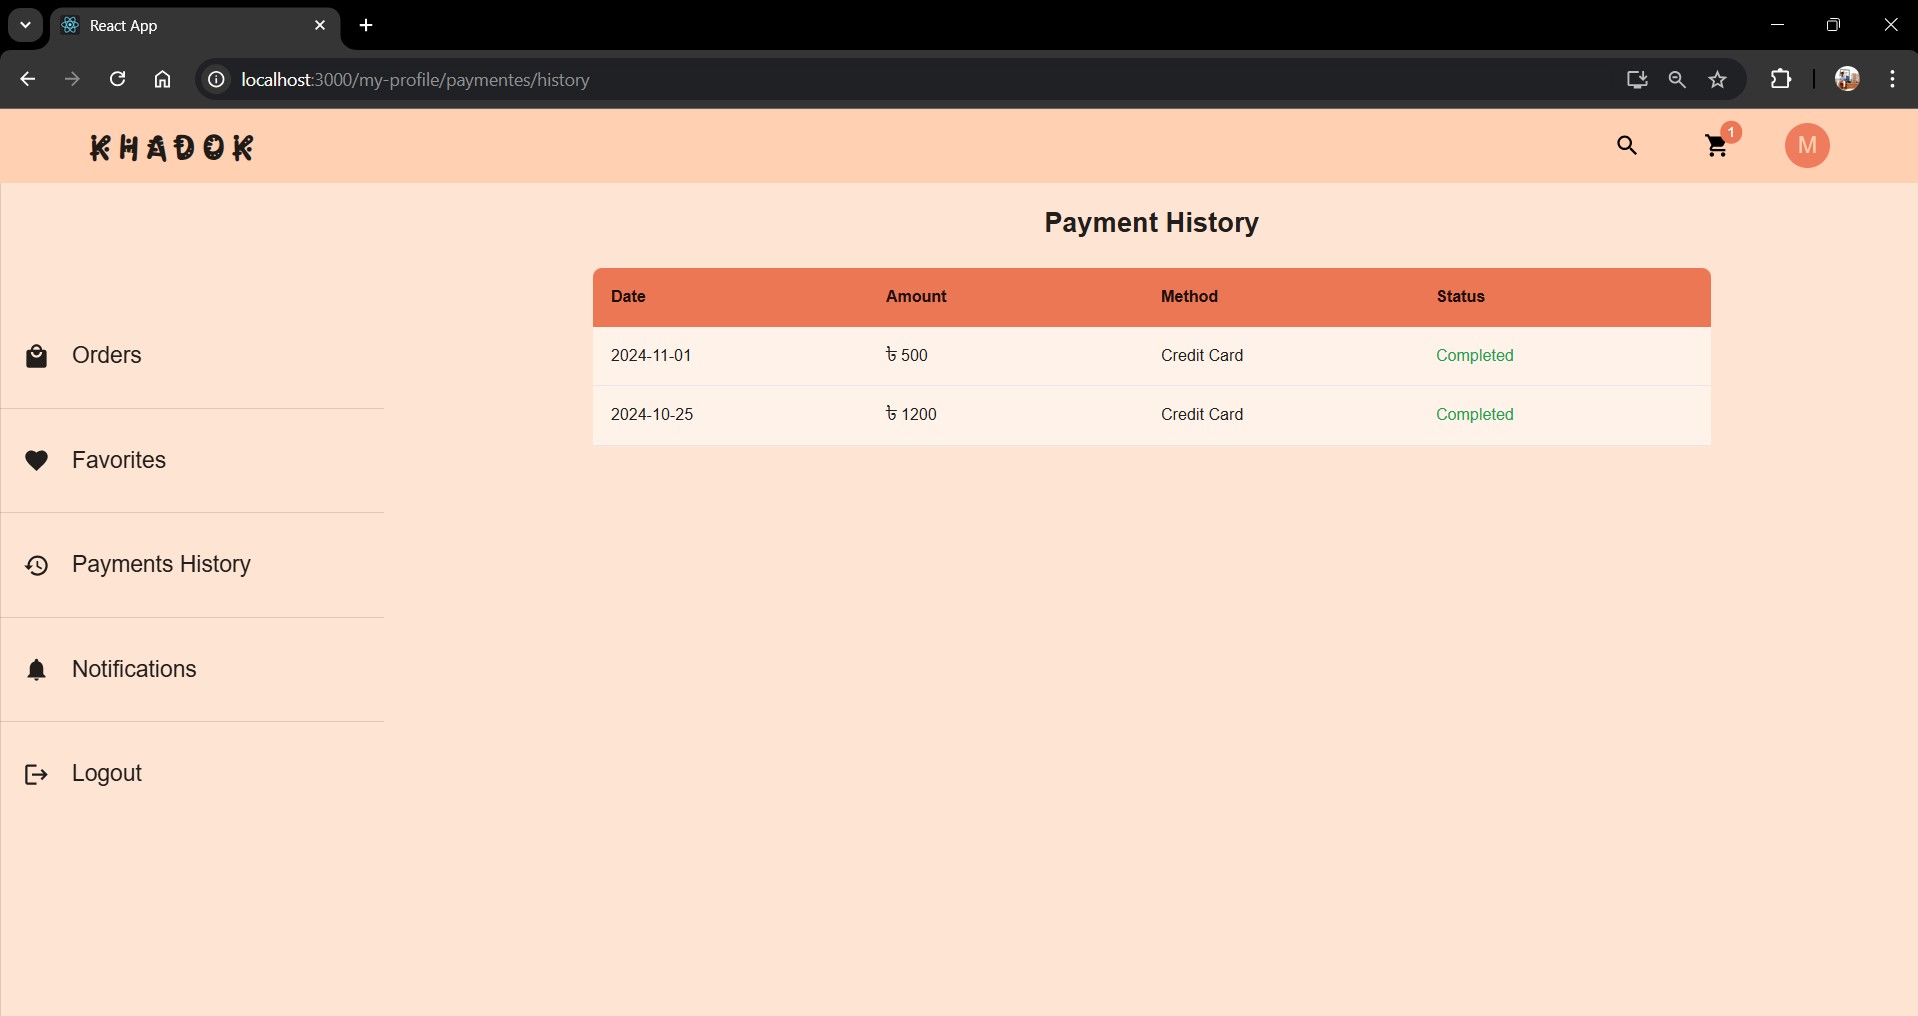 React App
localhost:3000/my-profile/paymentes/history
KHADOK
1
M
Payment History
Date Amount Method Status
2024-11-01 ৳ 500 Credit Card Completed
2024-10-25 ৳ 1200 Credit Card Completed
Orders
Favorites
Payments History
Notifications
Logout